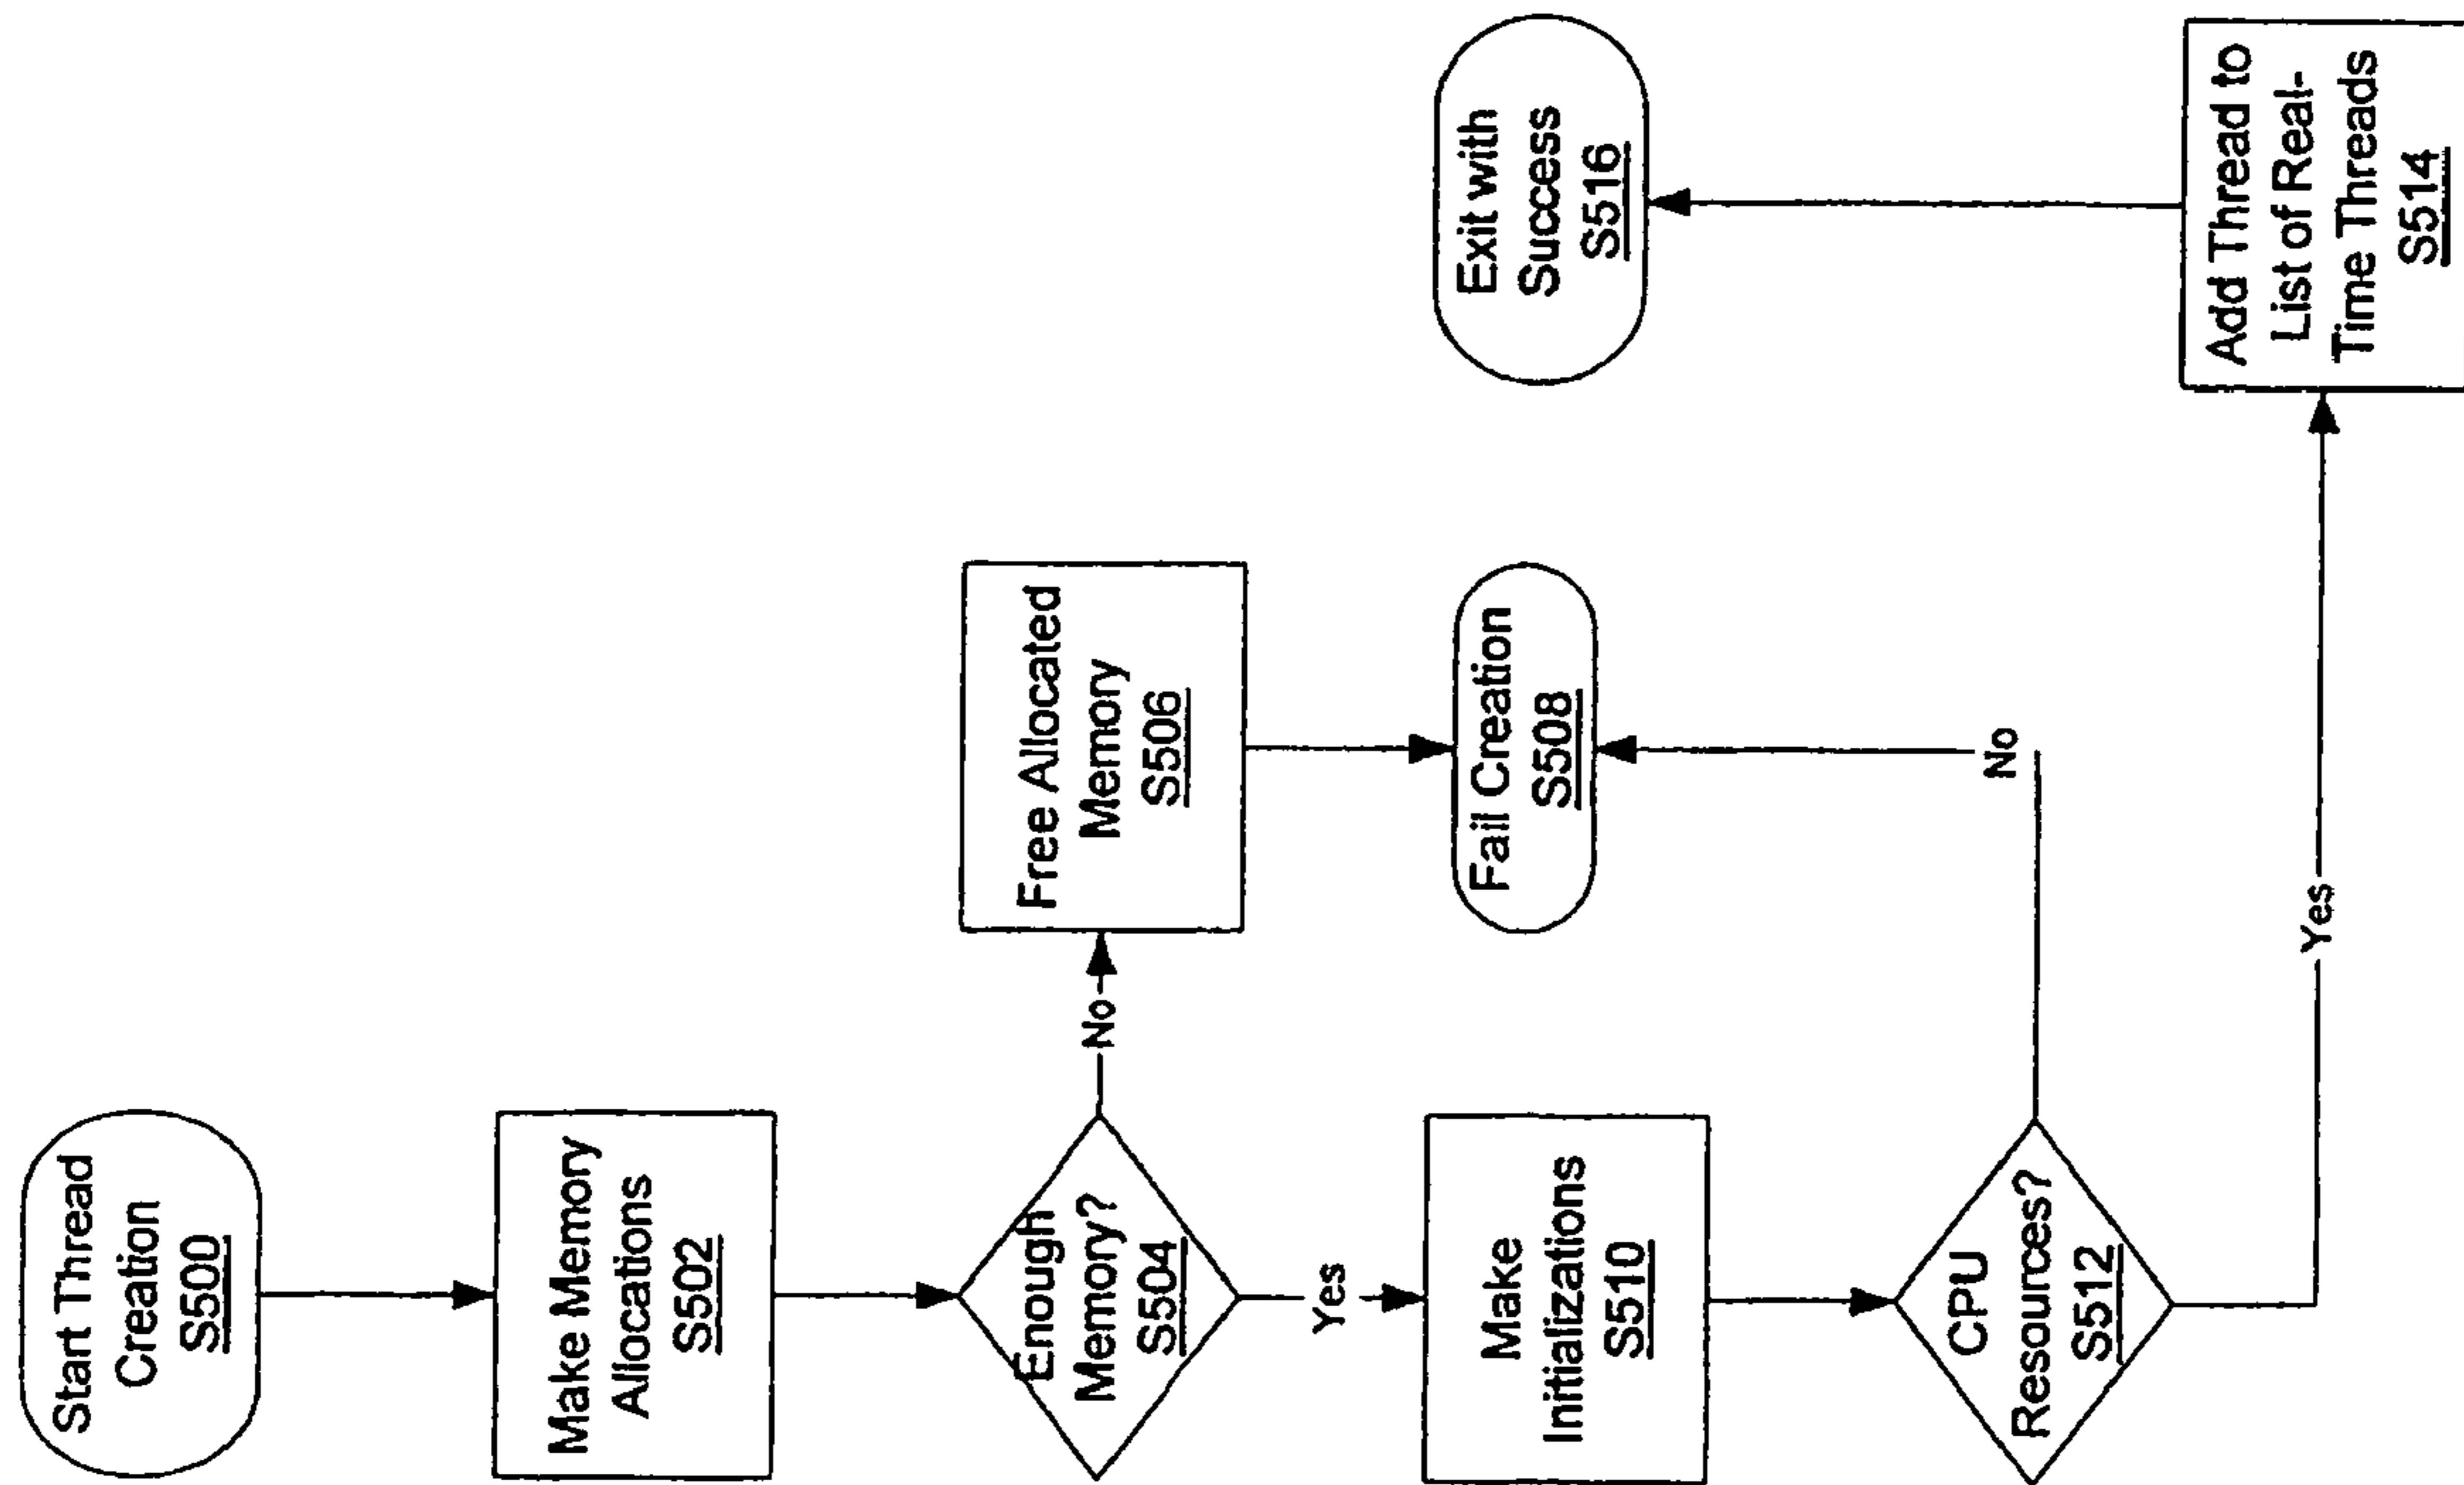 Start Thread
Creation
S500
Make Memory
Allocations
S502
Enough
Memory?
S504
No
Free Allocated
Memory
S506
Fail Creation
S508
Yes
Make
Initializations
S510
CPU
Resources?
S512
No
Yes
Add Thread to
List of Real-
Time Threads
S514
Exit with
Success
S516